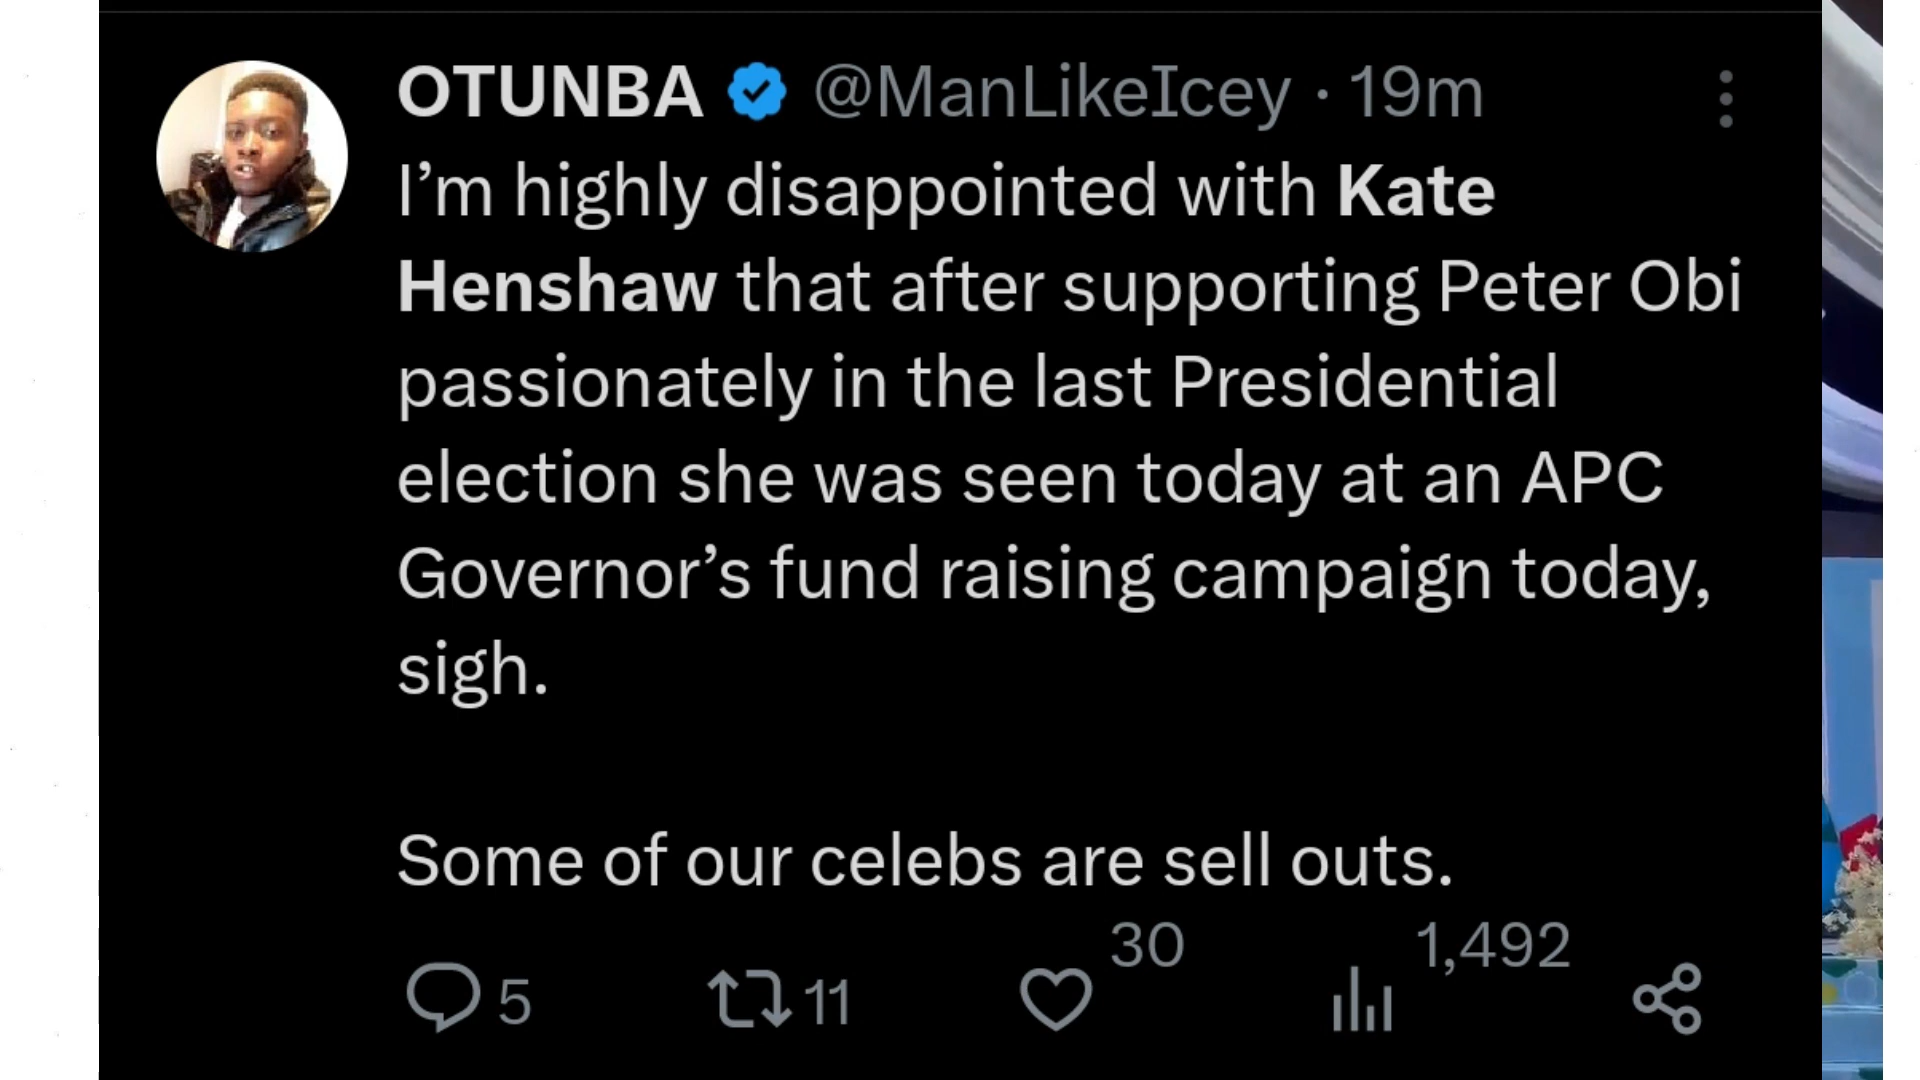 OTUNBA @ManLikeIcey · 19m
I’m highly disappointed with Kate
Henshaw that after supporting Peter Obi
passionately in the last Presidential
election she was seen today at an APC
Governor’s fund raising campaign today,
sigh.
Some of our celebs are sell outs.
5 11 30 1,492